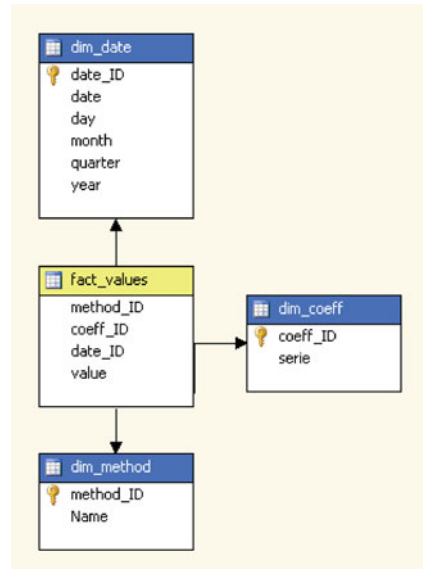 dim_date
date_ID
date
day
month
quarter
year
fact_values
method_ID
coeff_ID
date_ID
value
dim_coeff
coeff_ID
serie
dim_method
method_ID
Name